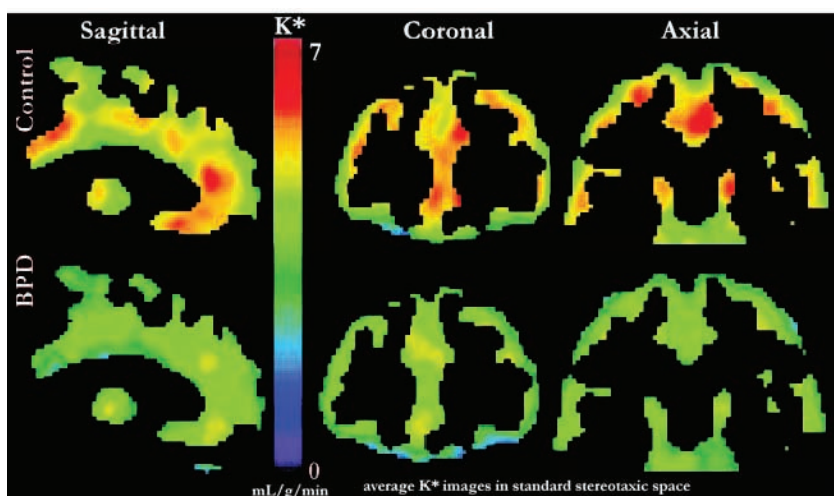 Sagittal
K*
Coronal
Axial
7
Control
BPD
0
mL/g/min
average K* images in standard stereotaxic space